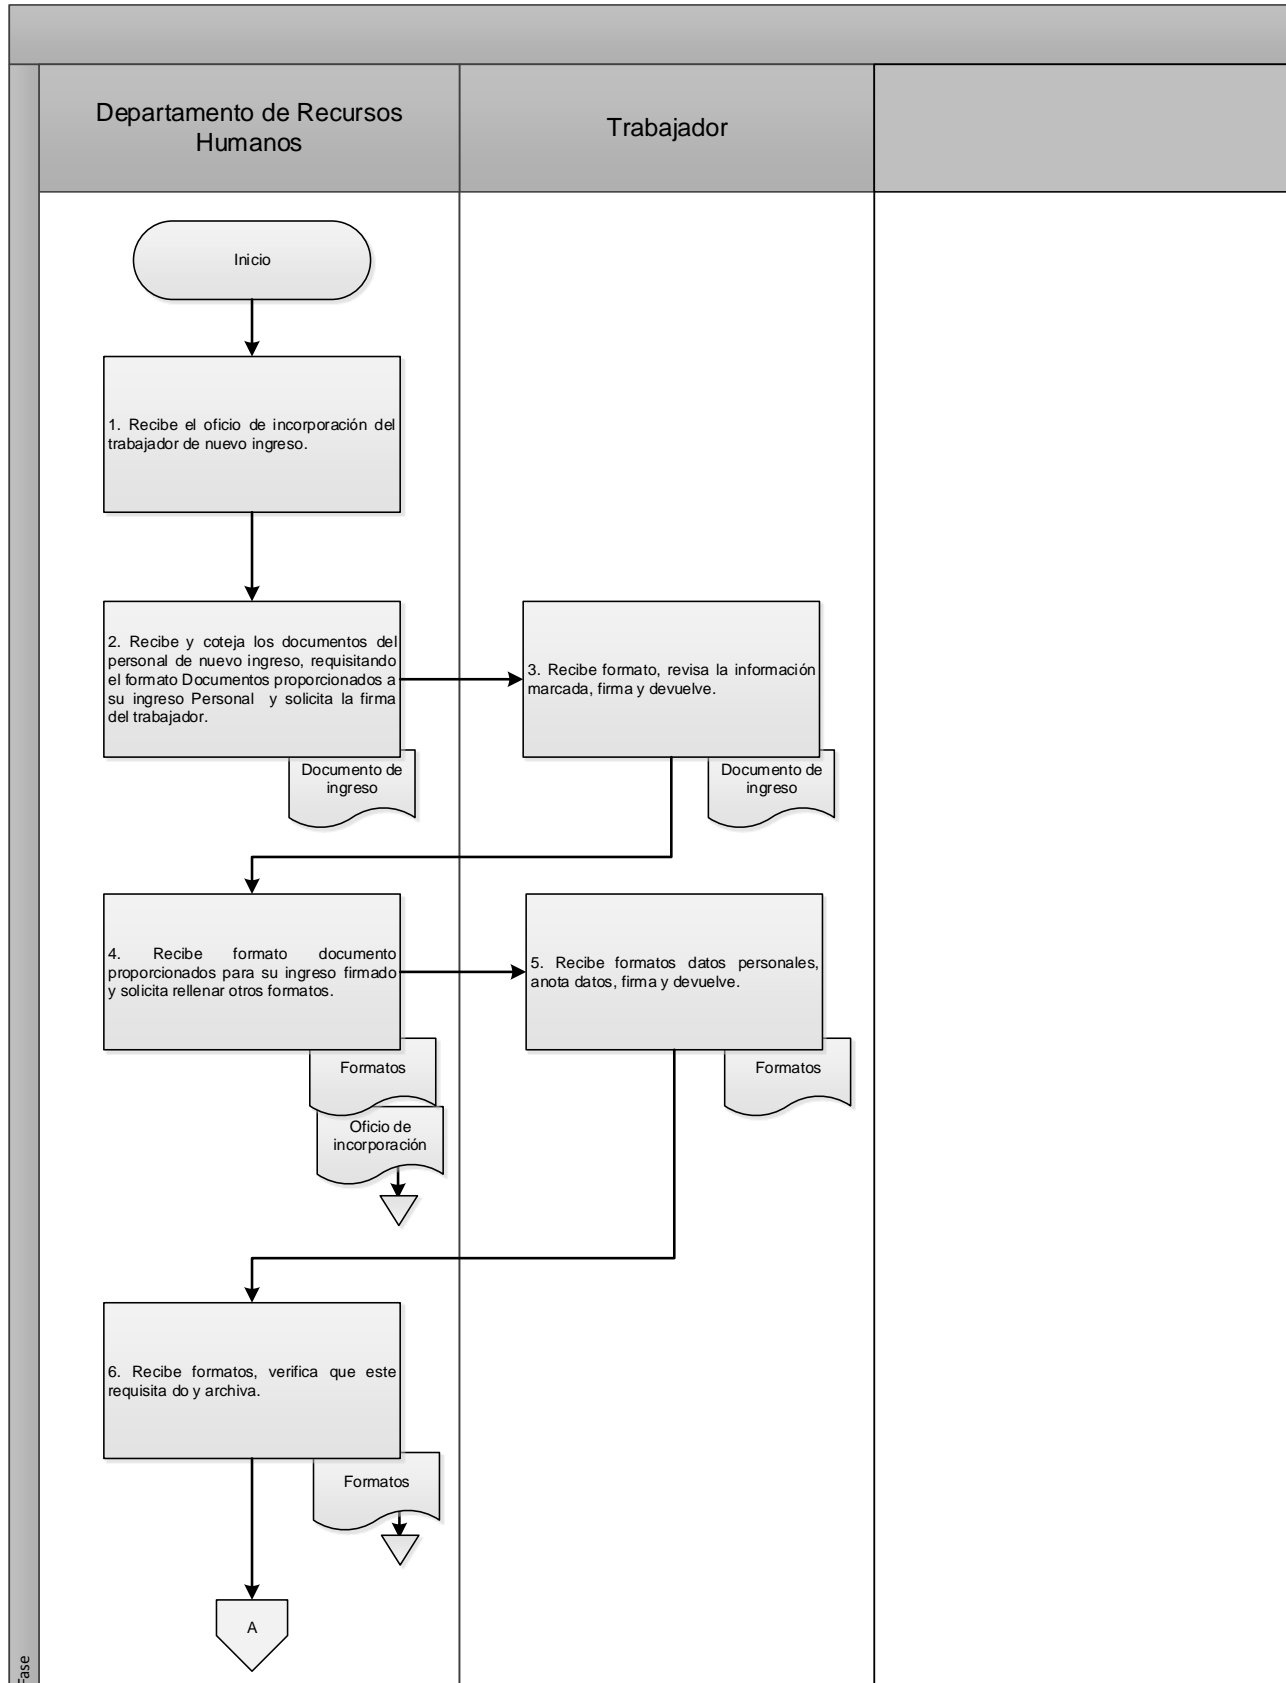 Departamento de Recursos
Humanos
Trabajador
Inicio
1. Recibe el oficio de incorporación del
trabajador de nuevo ingreso.
2. Recibe y coteja los documentos del
personal de nuevo ingreso, requisitando
el formato Documentos proporcionados a
su ingreso Personal y solicita la firma
del trabajador.
Documento de
ingreso
3. Recibe formato, revisa la información
marcada, firma y devuelve.
Documento de
ingreso
4. Recibe formato documento
proporcionados para su ingreso firmado
y solicita rellenar otros formatos.
Formatos
Oficio de
incorporación
5. Recibe formatos datos personales,
anota datos, firma y devuelve.
Formatos
6. Recibe formatos, verifica que este
requisita do y archiva.
Formatos
A
Fase